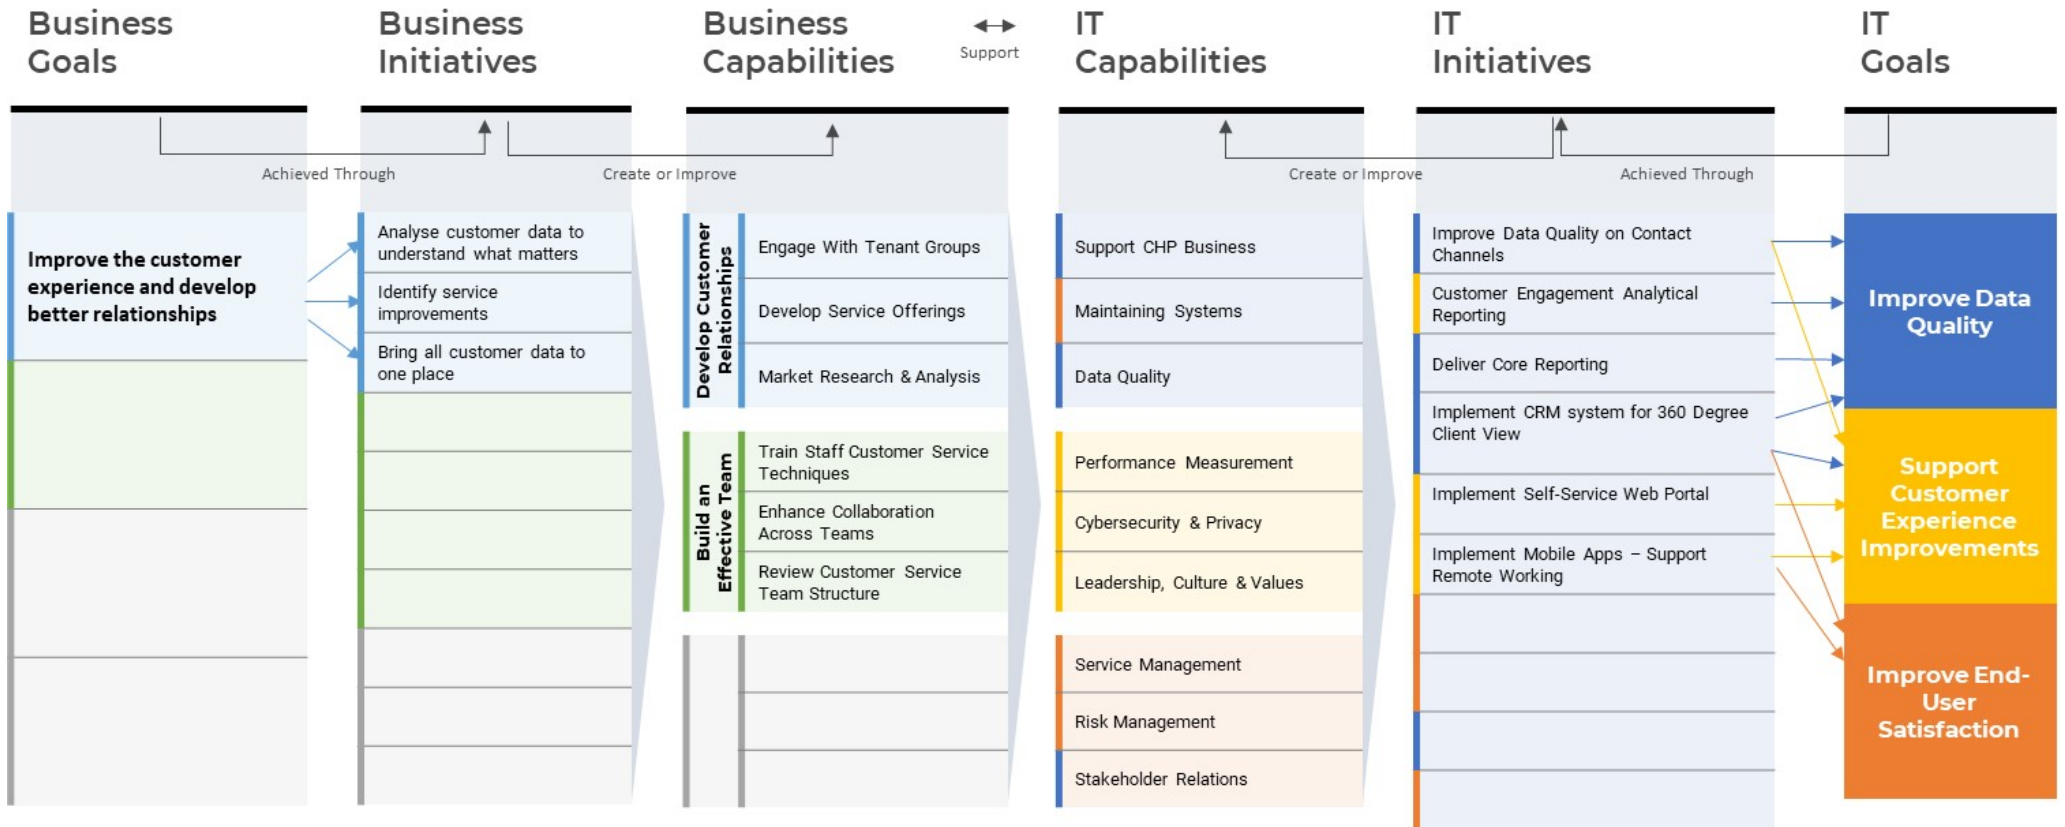 Business
Goals
Business
Initiatives
Business
Capabilities
Support
IT
Capabilities
IT
Initiatives
IT
Goals
Achieved Through
Create or Improve
Create or Improve
Achieved Through
Improve the customer
experience and develop
better relationships
Analyse customer data to
understand what matters
Identify service
improvements
Bring all customer data to
one place
Develop Customer
Relationships
Engage With Tenant Groups
Develop Service Offerings
Market Research & Analysis
Build an
Effective Team
Train Staff Customer Service
Techniques
Enhance Collaboration
Across Teams
Review Customer Service
Team Structure
Support CHP Business
Maintaining Systems
Data Quality
Performance Measurement
Cybersecurity & Privacy
Leadership, Culture & Values
Service Management
Risk Management
Stakeholder Relations
Improve Data Quality on Contact
Channels
Customer Engagement Analytical
Reporting
Deliver Core Reporting
Implement CRM system for 360 Degree
Client View
Implement Self-Service Web Portal
Implement Mobile Apps – Support
Remote Working
Improve Data
Quality
Support
Customer
Experience
Improvements
Improve End-
User
Satisfaction